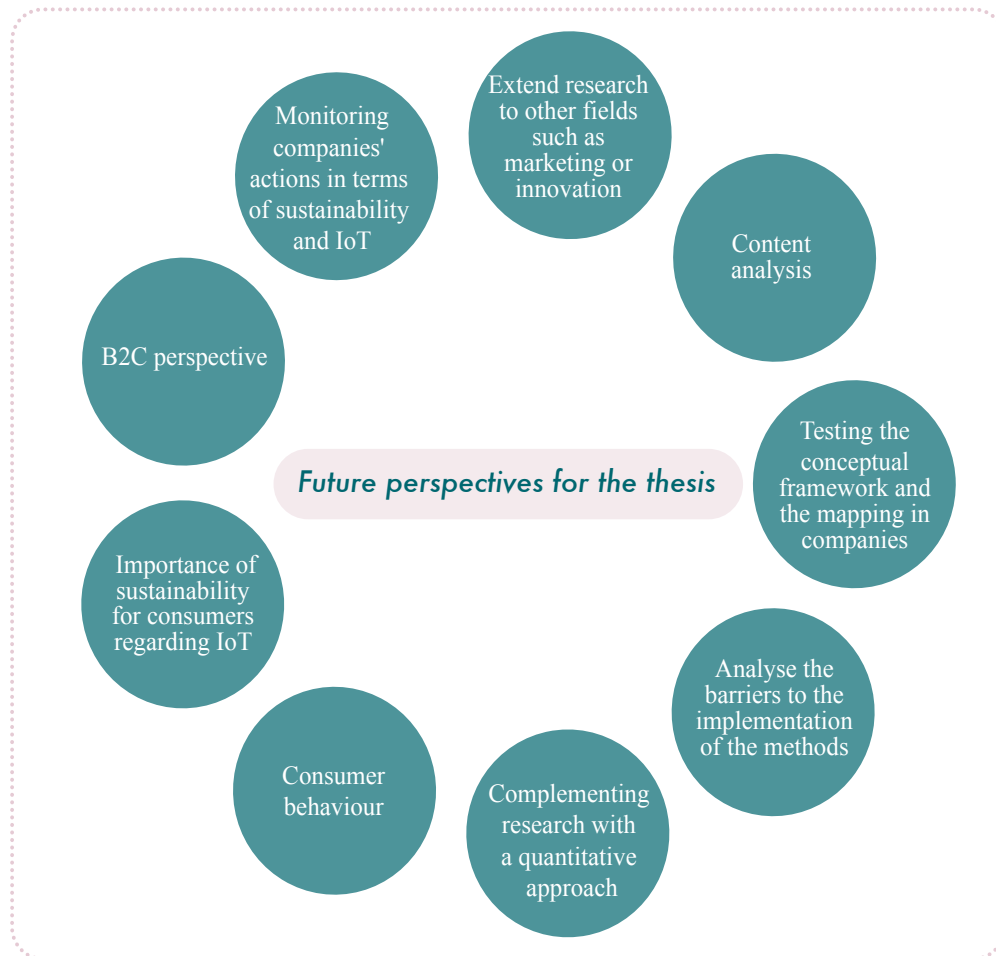 Extend research
to other fields
such as
marketing or
innovation
Content
analysis
Testing the
conceptual
framework and
the mapping in
companies
Analyse the
barriers to the
implementation
of the methods
Complementing
research with
a quantitative
approach
Consumer
behaviour
Importance of
sustainability
for consumers
regarding IoT
B2C perspective
Monitoring
companies'
actions in terms
of sustainability
and IoT
Future perspectives for the thesis